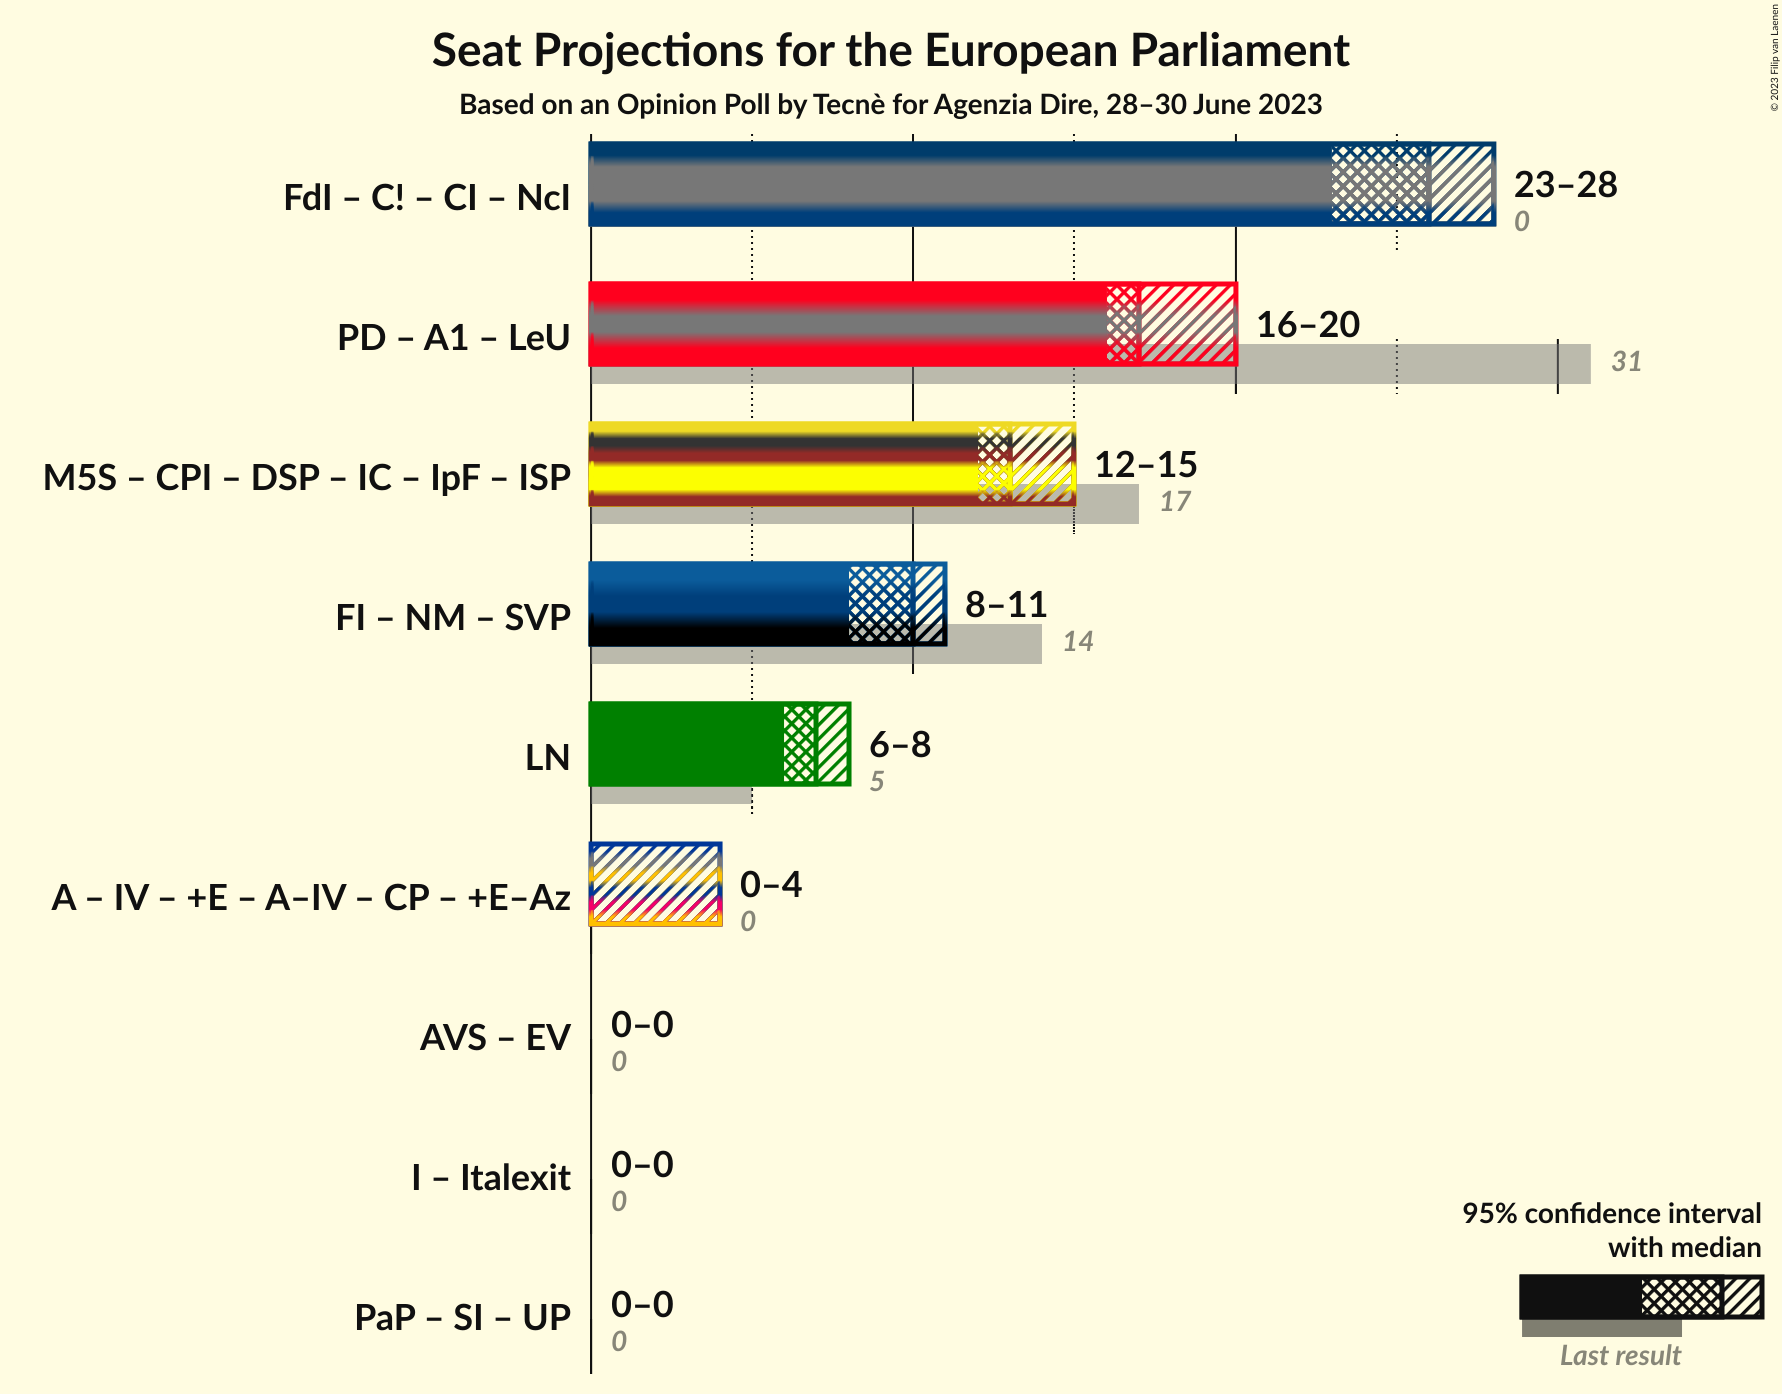 Seat Projections for the European Parliament
Based on an Opinion Poll by Tecnè for Agenzia Dire, 28–30 June 2023
© 2023 Filip van Laenen
FdI – C! – CI – NcI
23–28
0
PD – A1 – LeU
16–20
31
M5S – CPI – DSP – IC – IpF – ISP
12–15
17
FI – NM – SVP
8–11
14
LN
6–8
5
A – IV – +E – A–IV – CP – +E–Az
0–4
0
AVS – EV
0–0
0
I – Italexit
0–0
0
PaP – SI – UP
0–0
0
95% confidence interval
with median
Last result